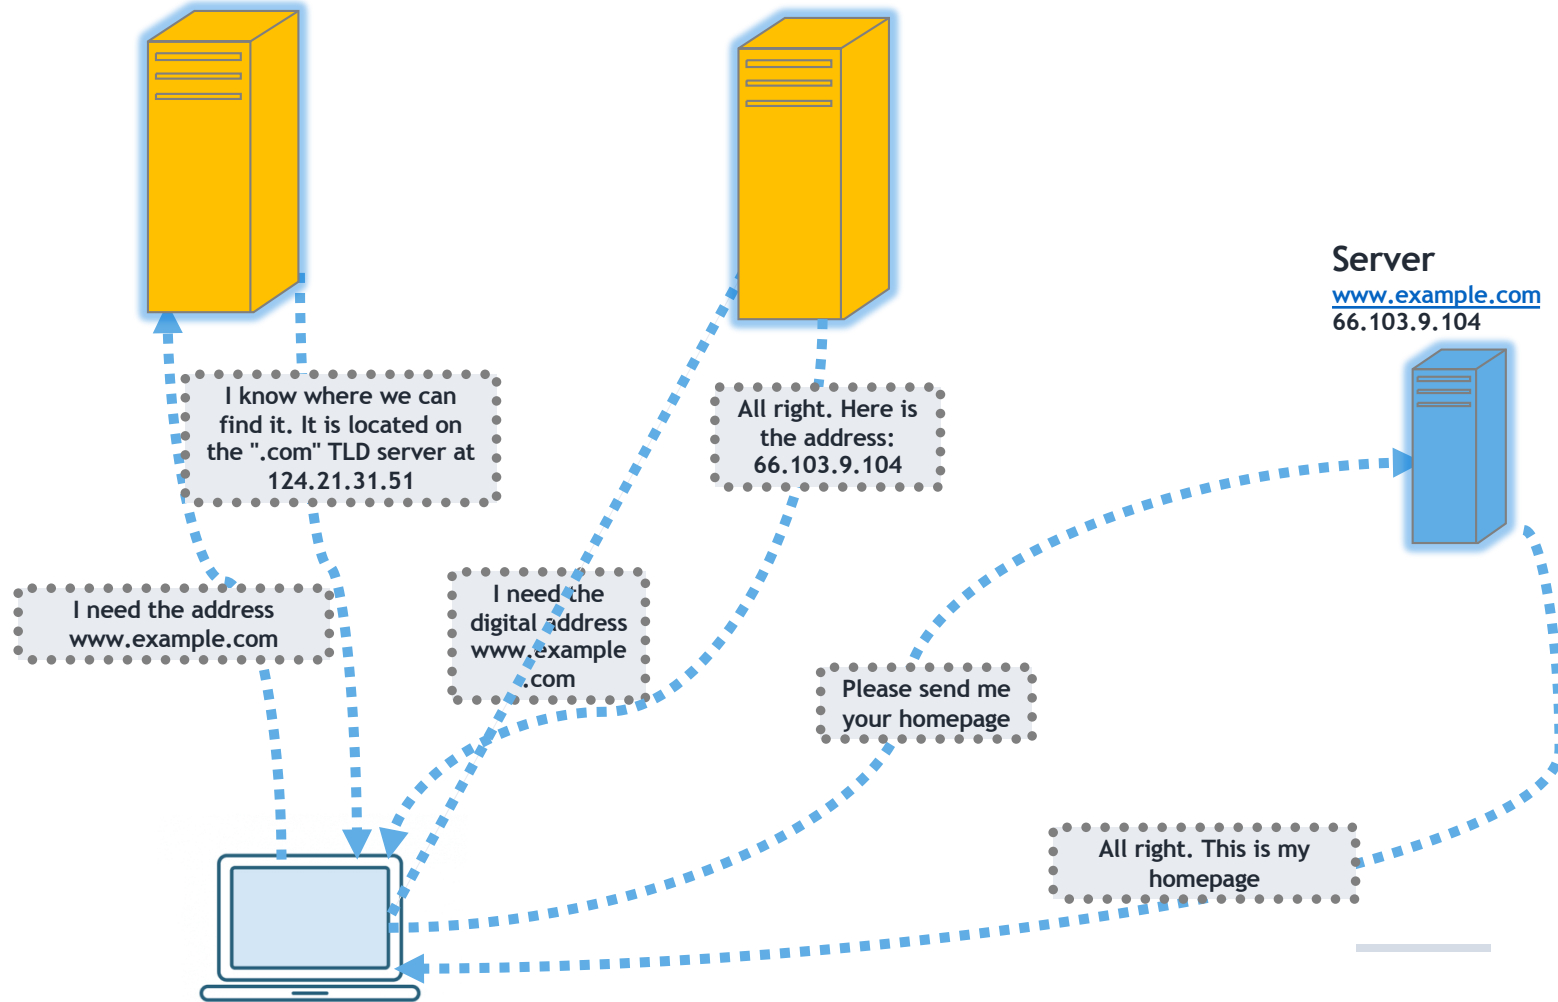 Server
www.example.com
66.103.9.104
I know where we can
find it. It is located on
the ".com" TLD server at
124.21.31.51
All right. Here is
the address:
66.103.9.104
I need the address
www.example.com
I need the
digital address
www.example
.com
Please send me
your homepage
All right. This is my
homepage